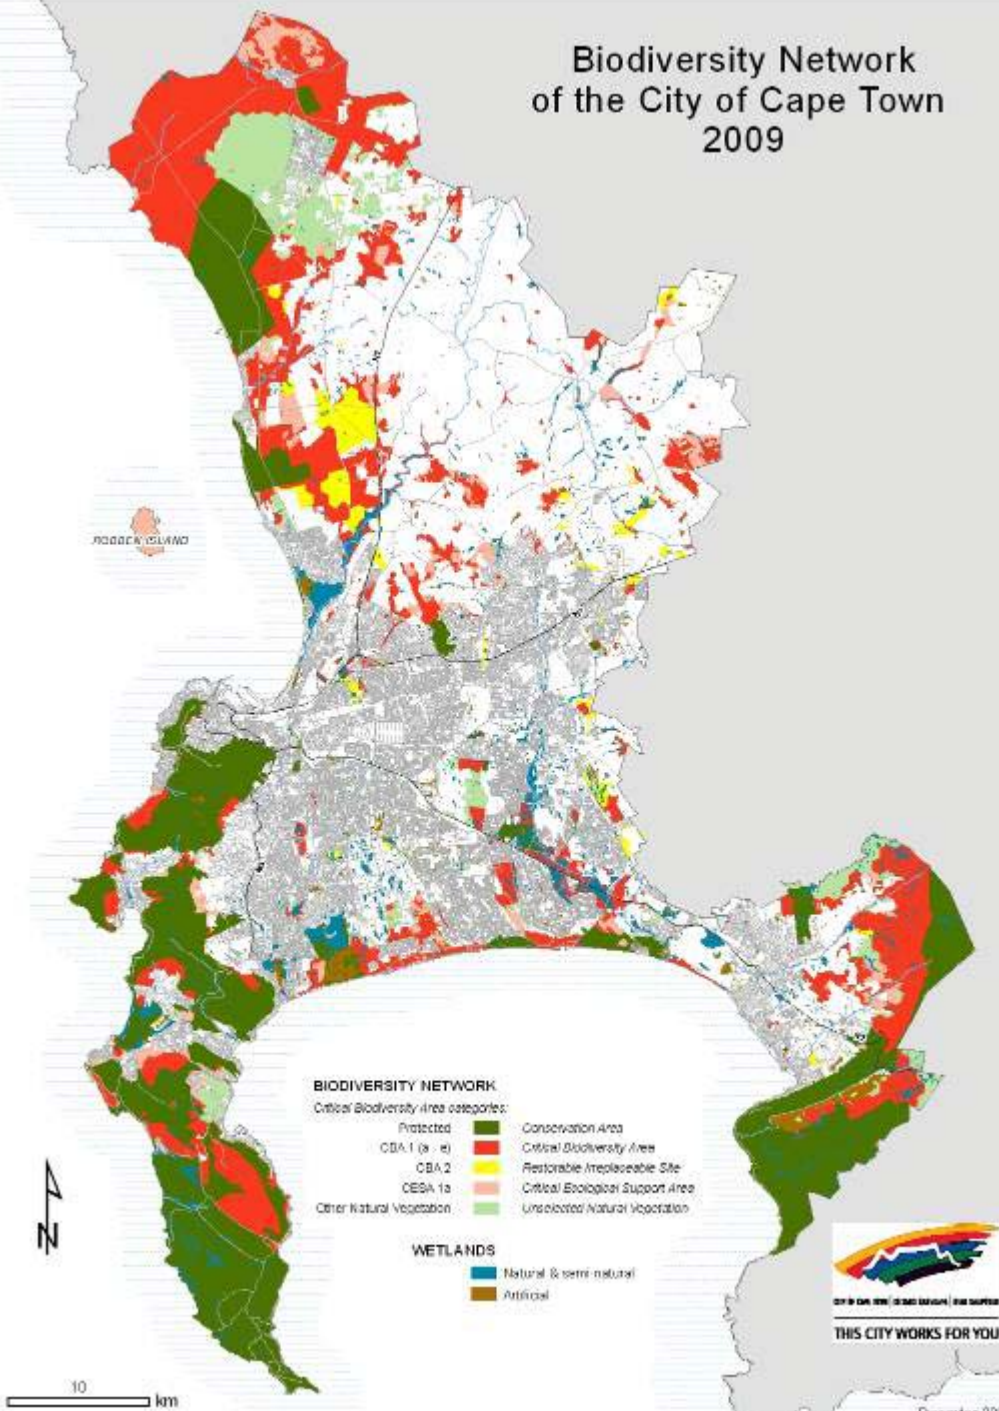 Biodiversity Network
of the City of Cape Town
2009
ROBBEN ISLAND
BIODIVERSITY NETWORK
Critical Biodiversity Area categories:
Protected Conservation Area
CBA 1 (a - e) Critical Biodiversity Area
CBA 2 Restorable Irreplaceable Site
CESA 1a Critical Ecological Support Area
Other Natural Vegetation Unselected Natural Vegetation
WETLANDS
Natural & semi-natural
Artificial
N
THIS CITY WORKS FOR YOU
10
km